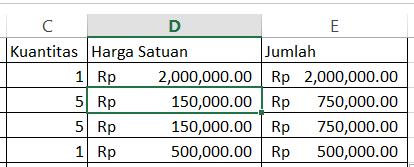 C D E
Kuantitas Harga Satuan Jumlah
1 Rp 2,000,000.00 Rp 2,000,000.00
5 Rp 150,000.00 Rp 750,000.00
5 Rp 150,000.00 Rp 750,000.00
1 Rp 500,000.00 Rp 500,000.00